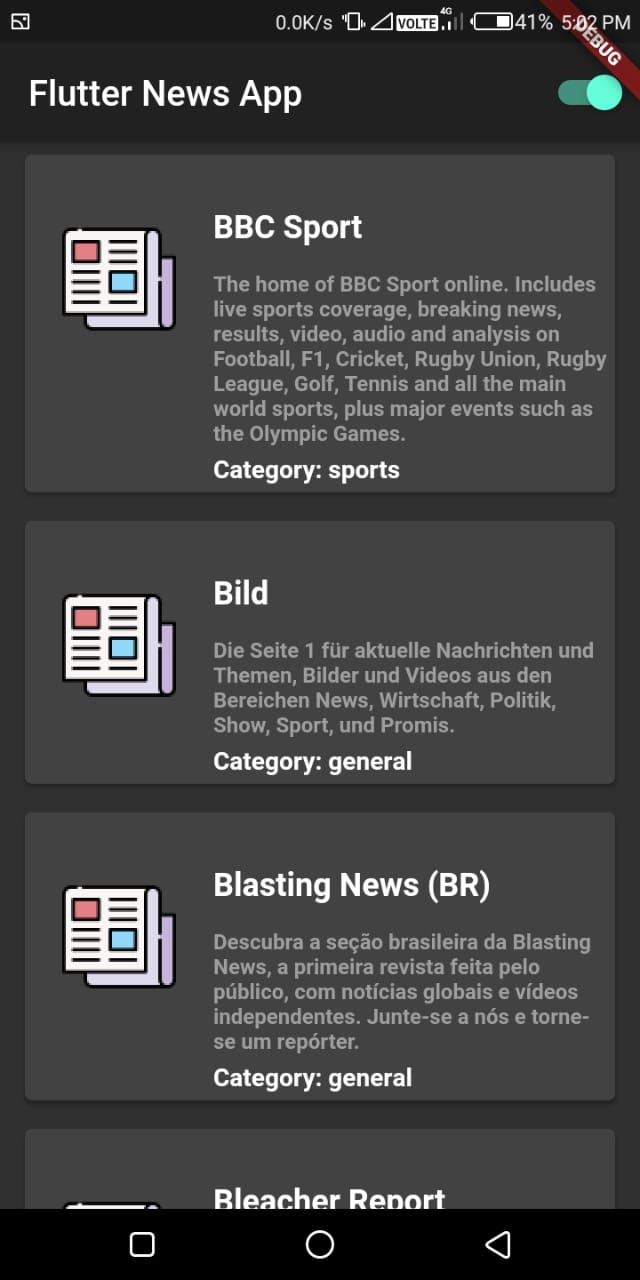 0.0K/s VOLTE 4G 41% 5:02 PM
DEBUG
Flutter News App
BBC Sport
The home of BBC Sport online. Includes
live sports coverage, breaking news,
results, video, audio and analysis on
Football, F1, Cricket, Rugby Union, Rugby
League, Golf, Tennis and all the main
world sports, plus major events such as
the Olympic Games.
Category: sports
Bild
Die Seite 1 für aktuelle Nachrichten und
Themen, Bilder und Videos aus den
Bereichen News, Wirtschaft, Politik,
Show, Sport, und Promis.
Category: general
Blasting News (BR)
Descubra a seção brasileira da Blasting
News, a primeira revista feita pelo
público, com notícias globais e vídeos
independentes. Junte-se a nós e torne-
se um repórter.
Category: general
Bleacher Report